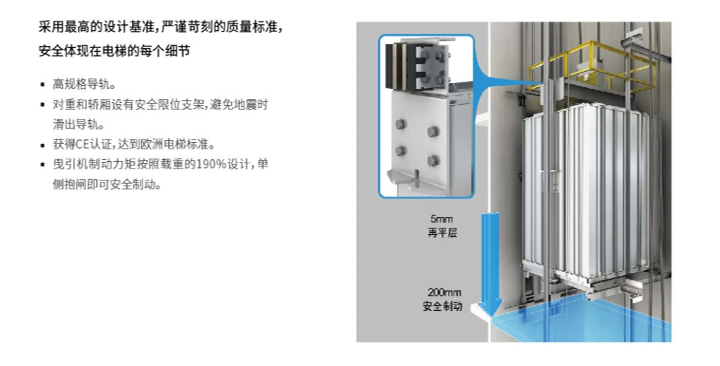 采用最高的设计基准,严谨苛刻的质量标准,
安全体现在电梯的每个细节
▪ 高规格导轨。
▪ 对重和轿厢设有安全限位支架,避免地震时
滑出导轨。
▪ 获得CE认证,达到欧洲电梯标准。
▪ 曳引机制动力矩按照载重的190%设计,单
侧抱闸即可安全制动。
5mm
再平层
200mm
安全制动